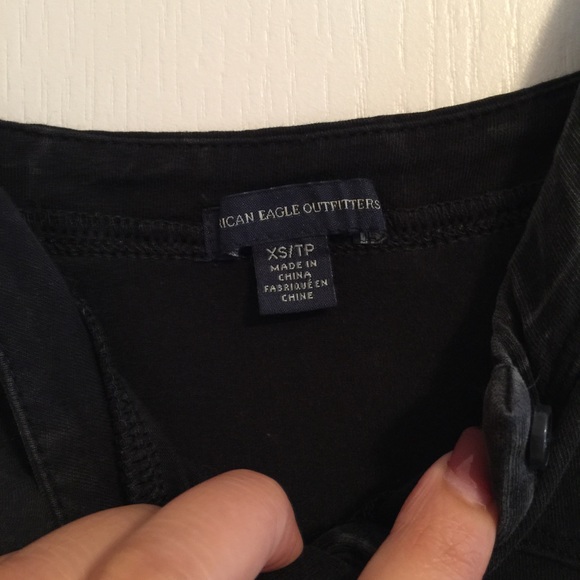 RICAN EAGLE OUTFITTERS
XS/TP
MADE IN
CHINA
FABRIQUÉ EN
CHINE